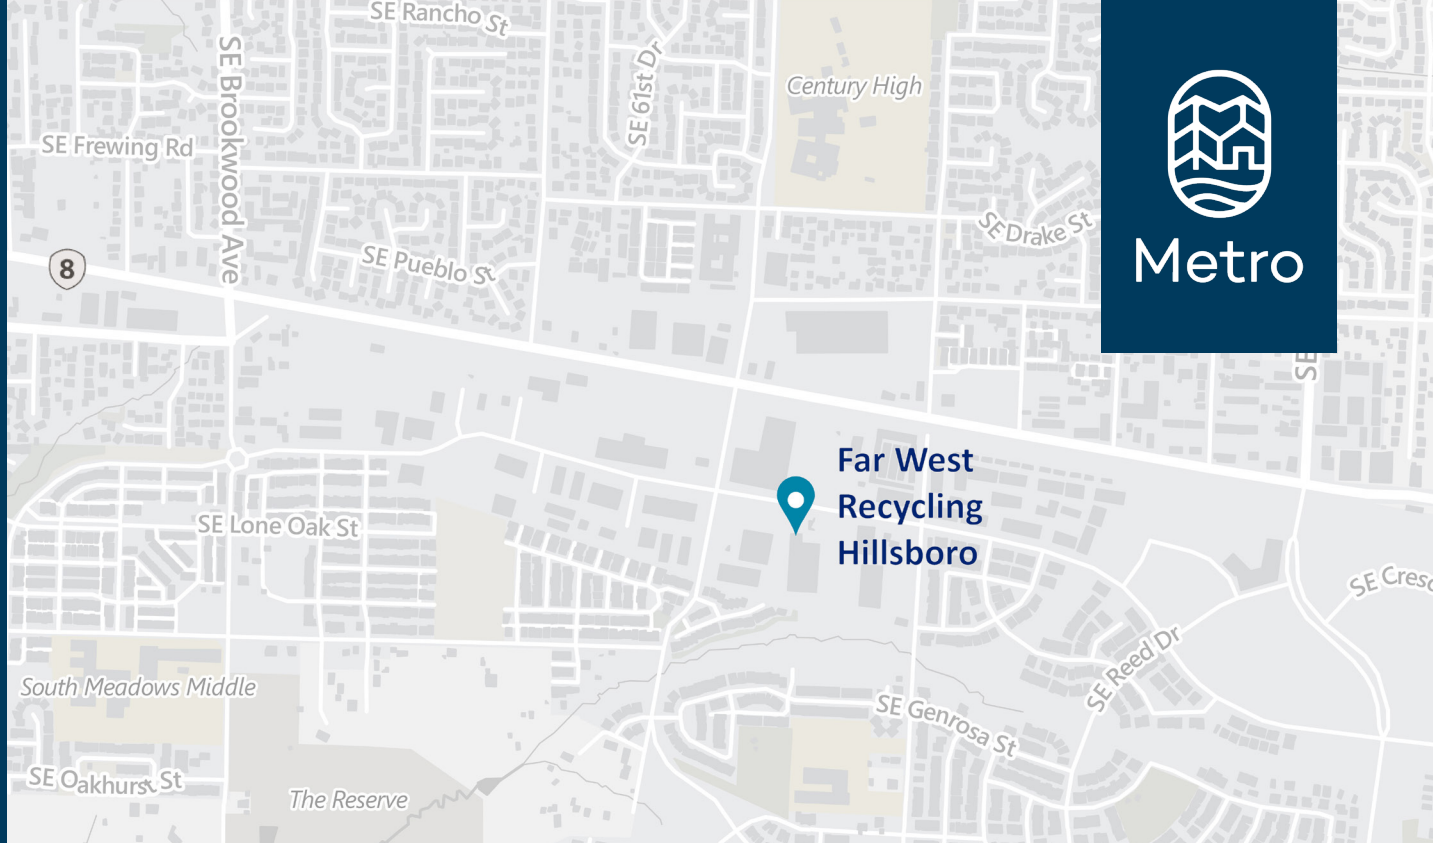 SE Rancho St
SE Brookwood Ave
SE 61st Dr
Century High
SE Frewing Rd
SE Drake St
Metro
SE Pueblo St
8
SE
Far West
Recycling
Hillsboro
SE Lone Oak St
SE Cresc
SE Reed Dr
South Meadows Middle
SE Genrosa St
SE Oakhurst St
The Reserve